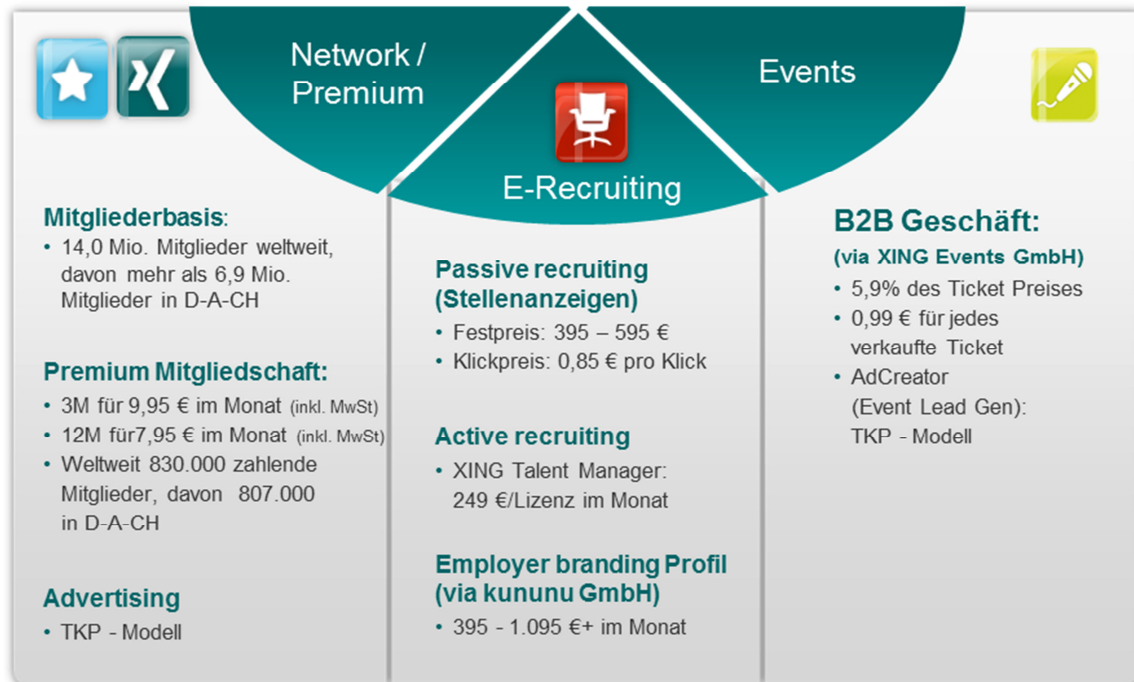 Network /
Premium
E-Recruiting
Events
Mitgliederbasis:
• 14,0 Mio. Mitglieder weltweit,
davon mehr als 6,9 Mio.
Mitglieder in D-A-CH
Premium Mitgliedschaft:
• 3M für 9,95 € im Monat (inkl. MwSt)
• 12M für7,95 € im Monat (inkl. MwSt)
• Weltweit 830.000 zahlende
Mitglieder, davon 807.000
in D-A-CH
Advertising
• TKP - Modell
Passive recruiting
(Stellenanzeigen)
• Festpreis: 395 – 595 €
• Klickpreis: 0,85 € pro Klick
Active recruiting
• XING Talent Manager:
249 €/Lizenz im Monat
Employer branding Profil
(via kununu GmbH)
• 395 - 1.095 €+ im Monat
B2B Geschäft:
(via XING Events GmbH)
• 5,9% des Ticket Preises
• 0,99 € für jedes
verkaufte Ticket
• AdCreator
(Event Lead Gen):
TKP - Modell